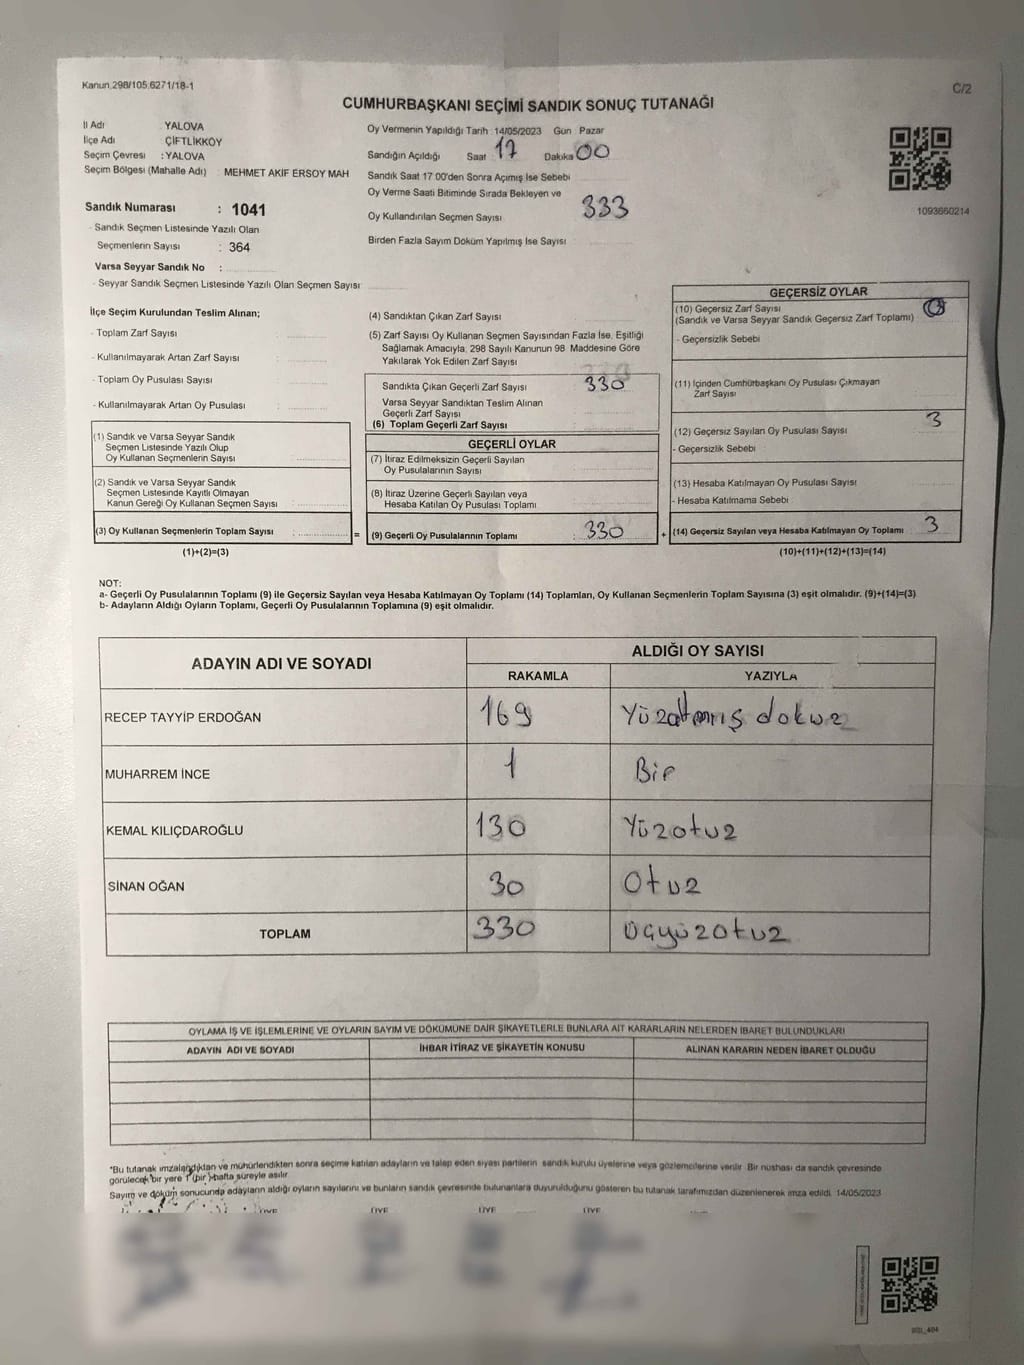 Kanun 298/105,6271/18-1
C/2
CUMHURBAŞKANI SEÇİMİ SANDIK SONUÇ TUTANAĞI
İl Adı YALOVA
İlçe Adı ÇİFTLİKKÖY
Seçim Çevresi : YALOVA
Seçim Bölgesi (Mahalle Adı) : MEHMET AKİF ERSOY MAH
Sandık Numarası : 1041
- Sandık Seçmen Listesinde Yazılı Olan
Seçmenlerin Sayısı : 364
Varsa Seyyar Sandık No :
- Seyyar Sandık Seçmen Listesinde Yazılı Olan Seçmen Sayısı
Oy Vermenin Yapıldığı Tarih 14/05/2023 Gün Pazar
Sandığın Açıldığı Saat 17 Dakika 00
Sandık Saat 17 00'den Sonra Açımış İse Sebebi
Oy Verme Saati Bitiminde Sırada Bekleyen ve
Oy Kullandırılan Seçmen Sayısı 333
Birden Fazla Sayım Döküm Yapılmış İse Sayısı
1093660214
İlçe Seçim Kurulundan Teslim Alınan;
- Toplam Zarf Sayısı
- Kullanılmayarak Artan Zarf Sayısı
- Toplam Oy Pusulası Sayısı
- Kullanılmayarak Artan Oy Pusulası
(1) Sandık ve Varsa Seyyar Sandık
Seçmen Listesinde Yazılı Olup
Oy Kullanan Seçmenlerin Sayısı
(2) Sandık ve Varsa Seyyar Sandık
Seçmen Listesinde Kayıtlı Olmayan
Kanun Gereği Oy Kullanan Seçmen Sayısı
(3) Oy Kullanan Seçmenlerin Toplam Sayısı
(1)+(2)=(3)
(4) Sandıktan Çıkan Zarf Sayısı
(5) Zarf Sayısı Oy Kullanan Seçmen Sayısından Fazla İse, Eşitliği
Sağlamak Amacıyla, 298 Sayılı Kanunun 98 Maddesine Göre
Yakılarak Yok Edilen Zarf Sayısı
Sandıkta Çıkan Geçerli Zarf Sayısı 330
Varsa Seyyar Sandıktan Teslim Alınan
Geçerli Zarf Sayısı
(6) Toplam Geçerli Zarf Sayısı
GEÇERLİ OYLAR
(7) İtiraz Edilmeksizin Geçerli Sayılan
Oy Pusulalarının Sayısı
(8) İtiraz Üzerine Geçerli Sayılan veya
Hesaba Katılan Oy Pusulası Toplamı
= (9) Geçerli Oy Pusulalarının Toplamı : 330
GEÇERSİZ OYLAR
(10) Geçersiz Zarf Sayısı
(Sandık ve Varsa Seyyar Sandık Geçersiz Zarf Toplamı)
- Geçersizlik Sebebi
(11) İçinden Cumhurbaşkanı Oy Pusulası Çıkmayan
Zarf Sayısı
(12) Geçersiz Sayılan Oy Pusulası Sayısı 3
- Geçersizlik Sebebi
(13) Hesaba Katılmayan Oy Pusulası Sayısı
- Hesaba Katılmama Sebebi
+ (14) Geçersiz Sayılan veya Hesaba Katılmayan Oy Toplamı 3
(10)+(11)+(12)+(13)=(14)
NOT:
a- Geçerli Oy Pusulalarının Toplamı (9) ile Geçersiz Sayılan veya Hesaba Katılmayan Oy Toplamı (14) Toplamları, Oy Kullanan Seçmenlerin Toplam Sayısına (3) eşit olmalıdır. (9)+(14)=(3)
b- Adayların Aldığı Oyların Toplamı, Geçerli Oy Pusulalarının Toplamına (9) eşit olmalıdır.
ADAYIN ADI VE SOYADI
ALDIĞI OY SAYISI
RAKAMLA YAZIYLA
RECEP TAYYİP ERDOĞAN 169 Yüzatmış dokuz
MUHARREM İNCE 1 Bir
KEMAL KILIÇDAROĞLU 130 Yüzotuz
SİNAN OĞAN 30 Otuz
TOPLAM 330 Üçyüzotuz
OYLAMA İŞ VE İŞLEMLERİNE VE OYLARIN SAYIM VE DÖKÜMÜNE DAİR ŞİKAYETLERLE BUNLARA AİT KARARLARIN NELERDEN İBARET BULUNDUKLARI
ADAYIN ADI VE SOYADI İHBAR İTİRAZ VE ŞİKAYETİN KONUSU ALINAN KARARIN NEDEN İBARET OLDUĞU
*Bu tutanak imzalandıktan ve mühürlendikten sonra seçime katılan adayların ve talep eden siyasi partilerin sandık kurulu üyelerine veya gözlemcilerine verilir. Bir nüshası da sandık çevresinde
görülecek bir yere 1 (bir) hafta süreyle asılır
Sayım ve döküm sonucunda adayların aldığı oyların sayılarını ve bunların sandık çevresinde bulunanlara duyurulduğunu gösteren bu tutanak tarafımızdan düzenlenerek imza edildi. 14/05/2023
ÜYE ÜYE ÜYE ÜYE